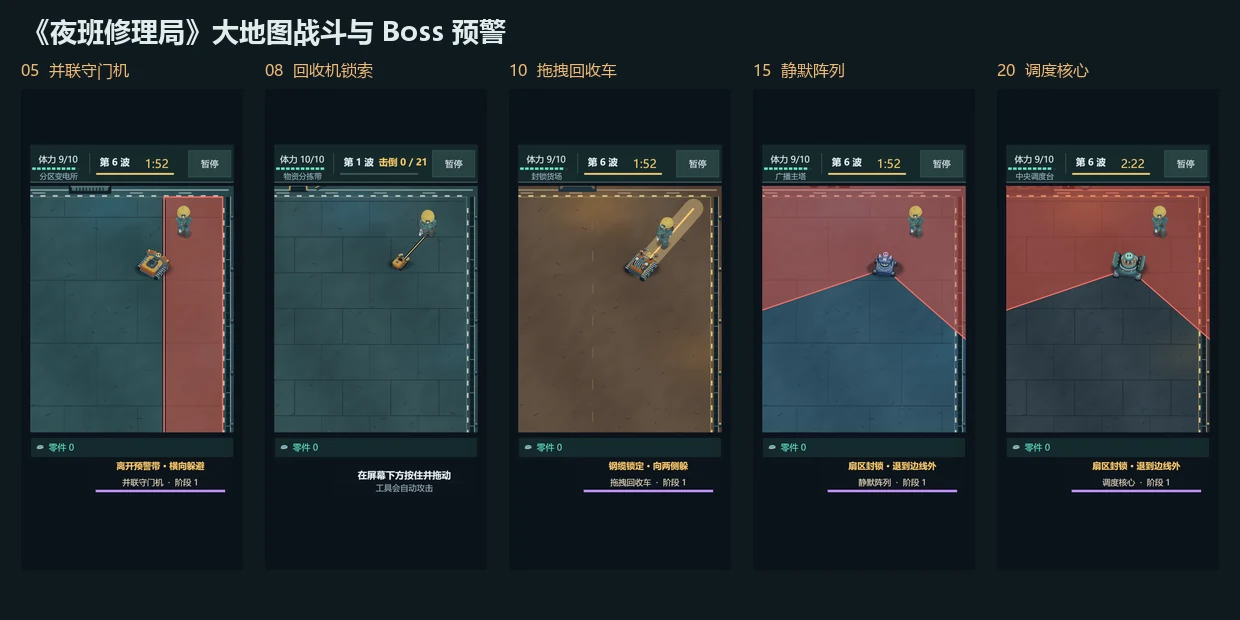 《夜班修理局》大地图战斗与 Boss 预警
05 并联守门机
体力 9/10
分区变电所
第 6 波
1:52
暂停
零件 0
离开预警带·横向躲避
并联守门机 · 阶段 1
08 回收机锁索
体力 10/10
物资分拣带
第 1 波
击倒 0 / 21
暂停
零件 0
在屏幕下方按住并拖动
工具会自动攻击
10 拖拽回收车
体力 9/10
封锁货场
第 6 波
1:52
暂停
零件 0
钢缆锁定·向两侧躲
拖拽回收车 · 阶段 1
15 静默阵列
体力 9/10
广播主塔
第 6 波
1:52
暂停
零件 0
扇区封锁·退到边线外
静默阵列 · 阶段 1
20 调度核心
体力 9/10
中央调度台
第 6 波
2:22
暂停
零件 0
扇区封锁·退到边线外
调度核心 · 阶段 1